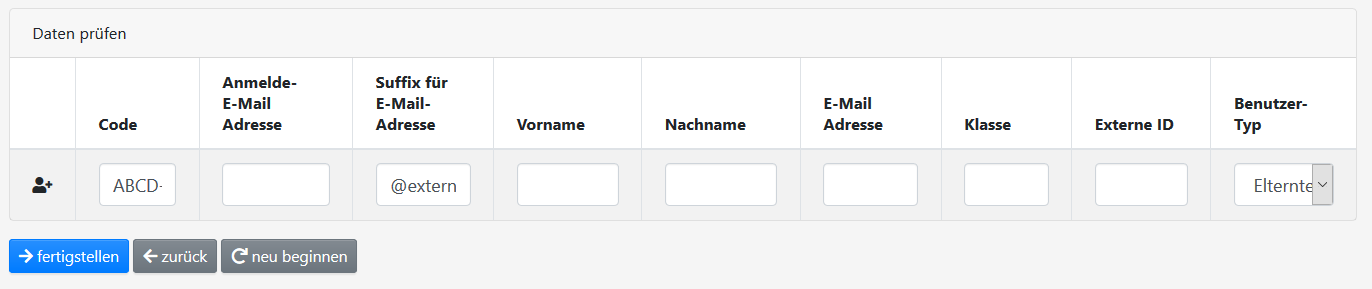 Daten prüfen
Code
Anmelde-
E-Mail
Adresse
Suffix für
E-Mail-
Adresse
Vorname
Nachname
E-Mail
Adresse
Klasse
Externe ID
Benutzer-
Typ
ABCD-
@extern
Elternte
fertigstellen
zurück
neu beginnen